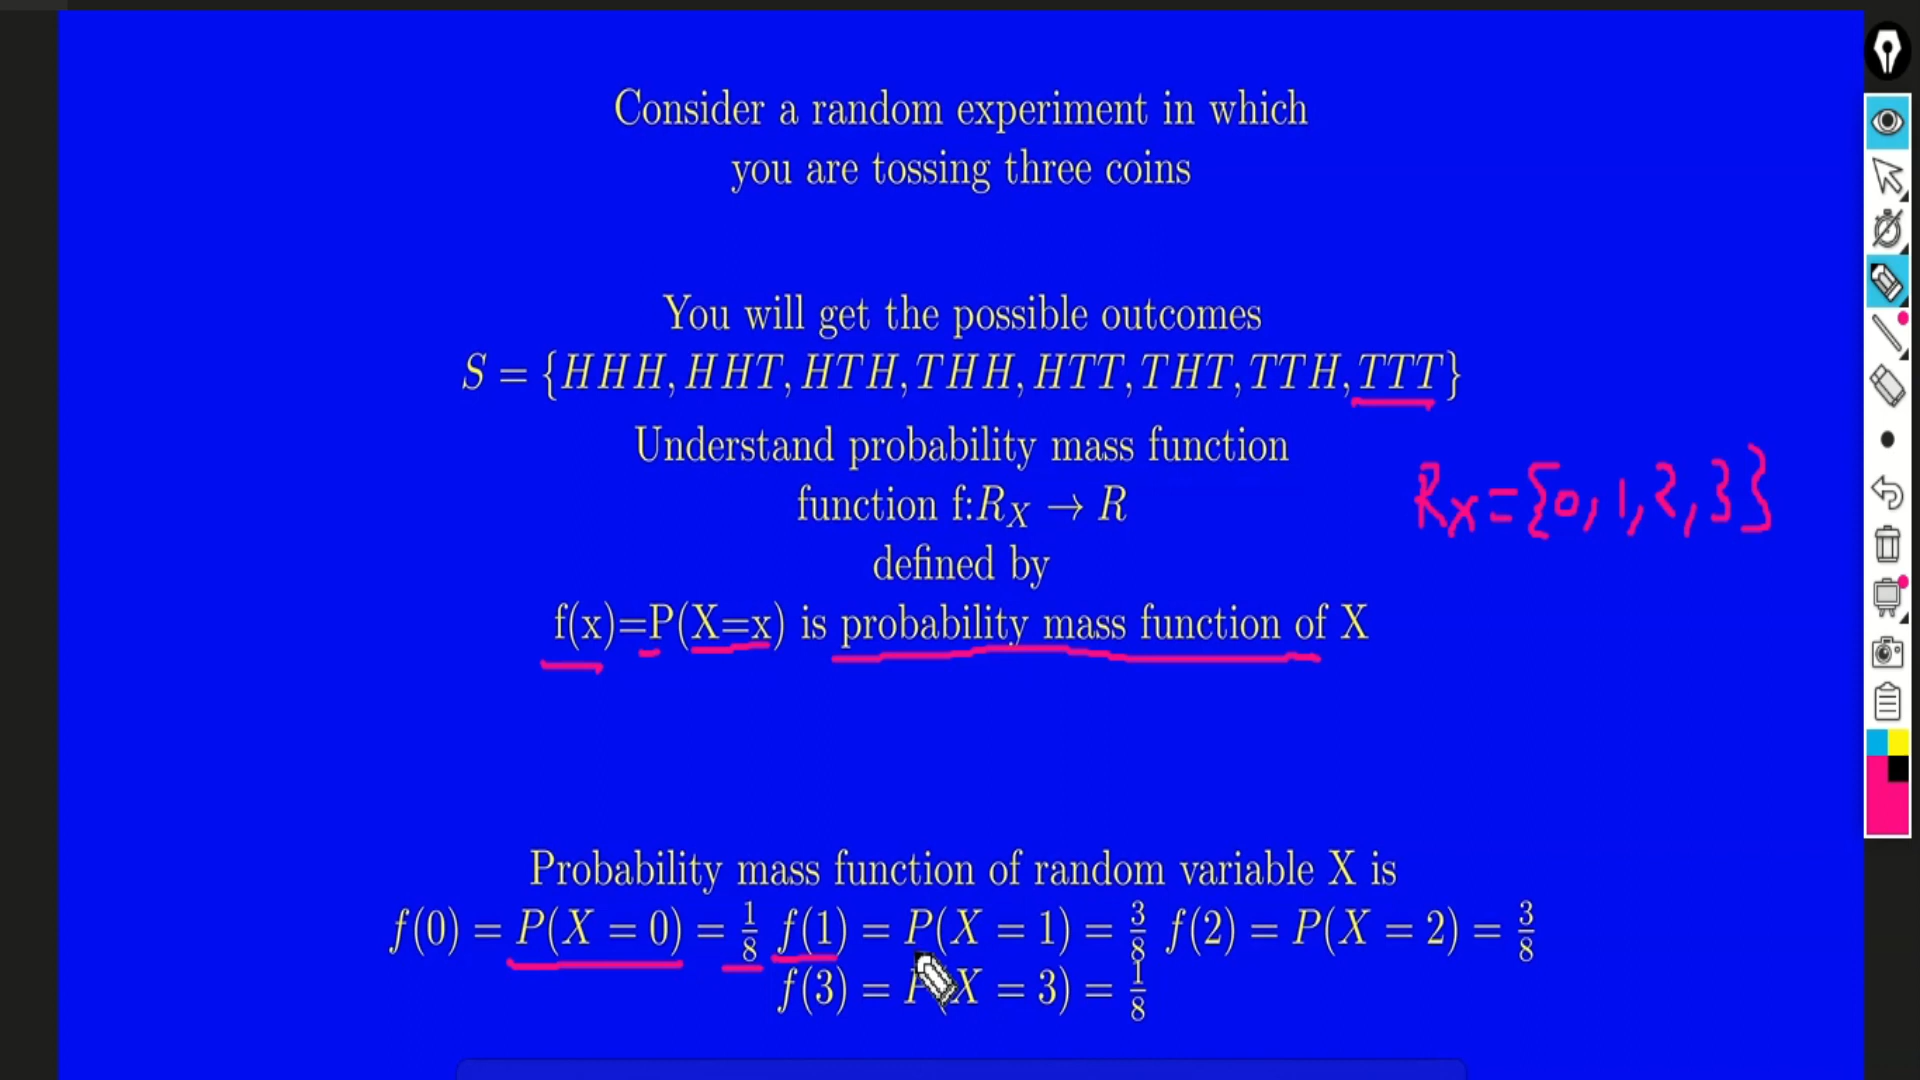 Consider a random experiment in which
you are tossing three coins
You will get the possible outcomes
S = {HHH, HHT, HTH, THH, HTT, THT, TTH, TTT}
Understand probability mass function
function f:R_X → R
R_X = {0, 1, 2, 3}
defined by
f(x)=P(X=x) is probability mass function of X
Probability mass function of random variable X is
f(0) = P(X = 0) = 1/8 f(1) = P(X = 1) = 3/8 f(2) = P(X = 2) = 3/8
f(3) = P(X = 3) = 1/8